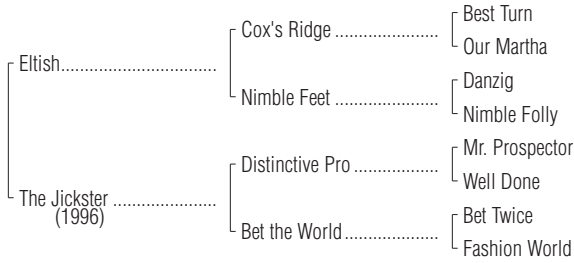 Best Turn
Cox's Ridge ......................
Our Martha
Eltish.................................
Danzig
Nimble Feet ......................
Nimble Folly
Mr. Prospector
Distinctive Pro ..................
Well Done
The Jickster ......................
(1996)
Bet Twice
Bet the World....................
Fashion World